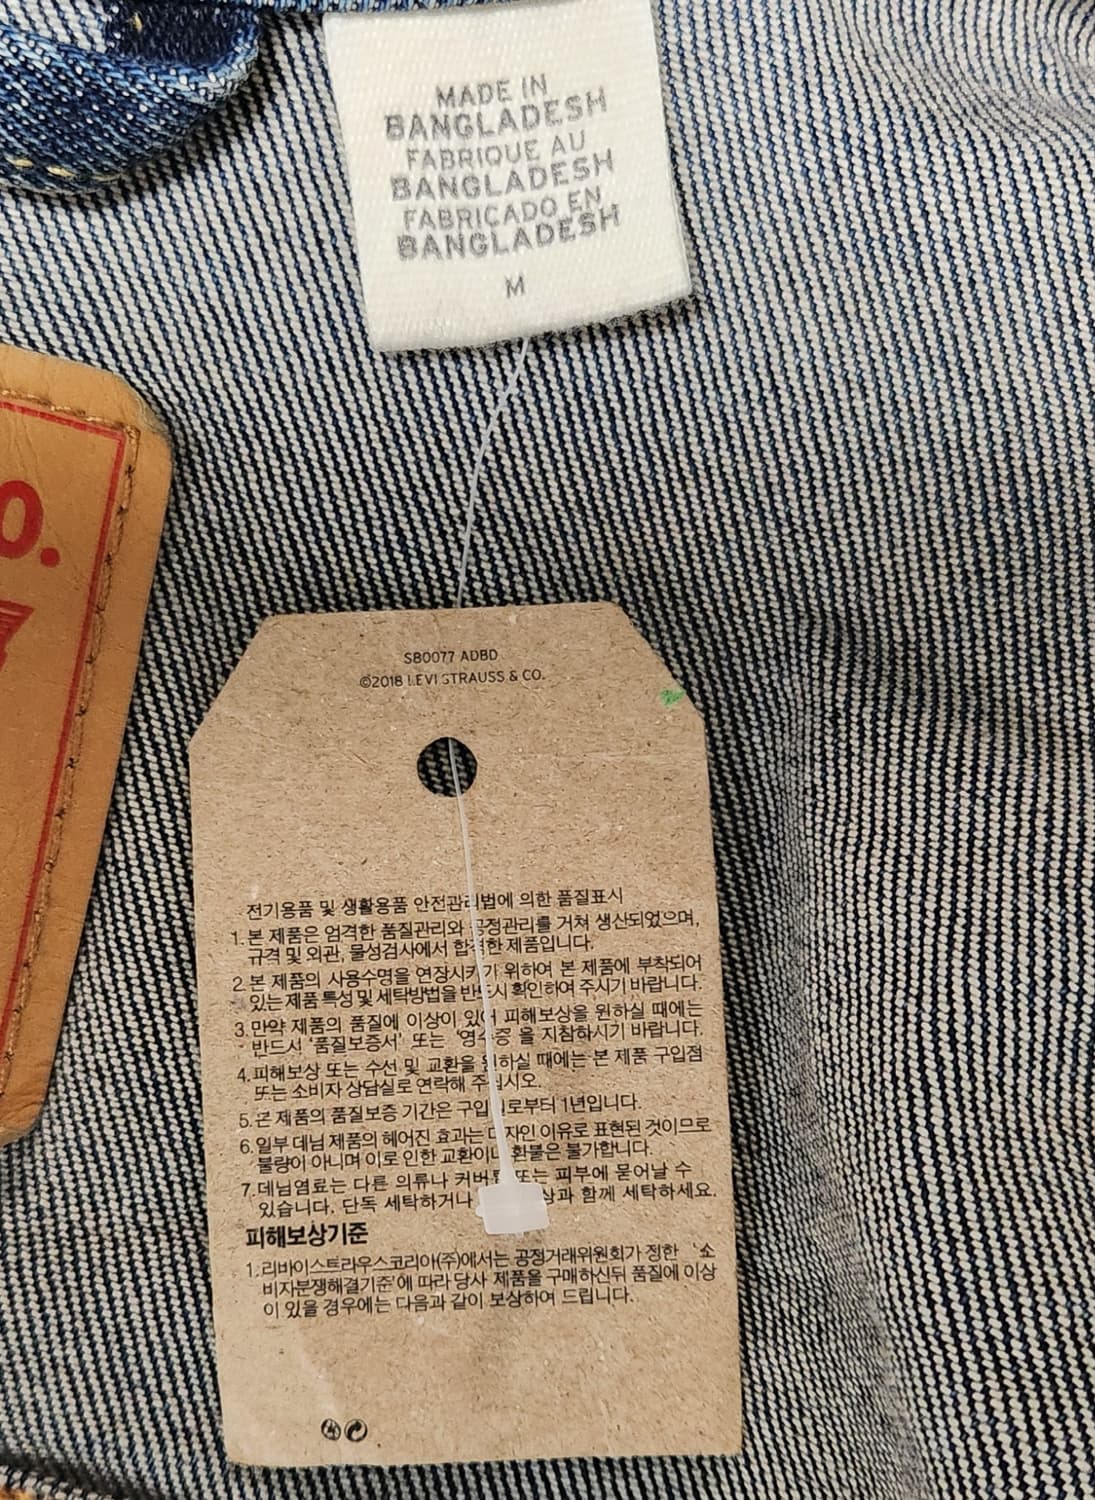 MADE IN
BANGLADESH
FABRIQUE AU
BANGLADESH
FABRICADO EN
BANGLADESH
M
O.
S80077 ADBD
©2018 LEVI STRAUSS & CO.
전기용품 및 생활용품 안전관리법에 의한 품질표시
1. 본 제품은 엄격한 품질관리와 공정관리를 거쳐 생산되었으며,
규격 및 외관, 물성검사에서 합격한 제품입니다.
2. 본 제품의 사용수명을 연장시키기 위하여 본 제품에 부착되어
있는 제품 특성 및 세탁방법을 반드시 확인하여 주시기 바랍니다.
3. 만약 제품의 품질에 이상이 있어 피해보상을 원하실 때에는
반드시 '품질보증서' 또는 '영수증'을 지참하시기 바랍니다.
4. 피해보상 또는 수선 및 교환을 원하실 때에는 본 제품 구입점
또는 소비자 상담실로 연락해 주십시오.
5. 본 제품의 품질보증 기간은 구입일로부터 1년입니다.
6. 일부 데님 제품의 헤어진 효과는 디자인 이유로 표현된 것이므로
불량이 아니며 이로 인한 교환이나 환불은 불가합니다.
7. 데님염료는 다른 의류나 커버 또는 피부에 묻어날 수
있습니다. 단독 세탁하거나 함께 세탁하세요.
피해보상기준
1. 리바이스트라우스코리아(주)에서는 공정거래위원회가 정한 '소
비자분쟁해결기준'에 따라 당사 제품을 구매하신뒤 품질에 이상
이 있을 경우에는 다음과 같이 보상하여 드립니다.